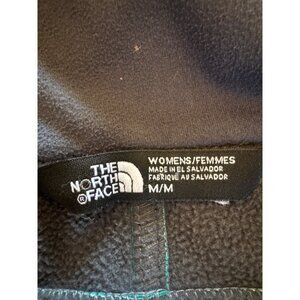 THE
NORTH
®FACE
WOMENS/FEMMES
MADE IN EL SALVADOR
FABRIQUÉ AU SALVADOR
M/M